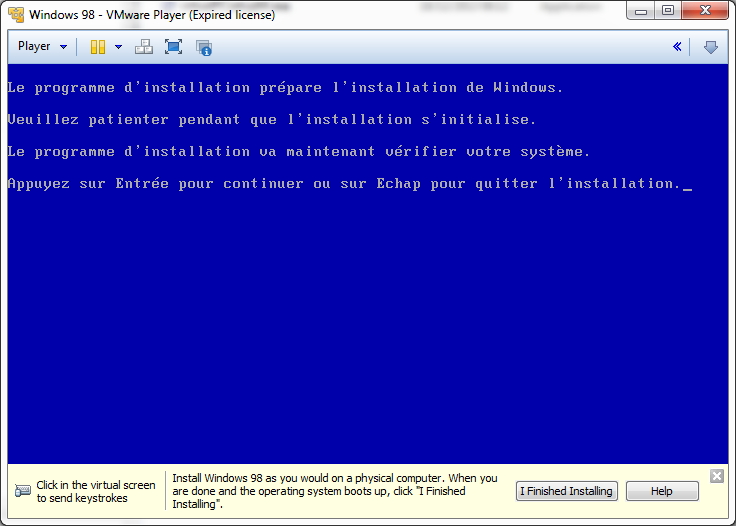 Windows 98 - VMware Player (Expired license)
Player
Le programme d'installation prépare l'installation de Windows.
Veuillez patienter pendant que l'installation s'initialise.
Le programme d'installation va maintenant vérifier votre système.
Appuyez sur Entrée pour continuer ou sur Echap pour quitter l'installation._
Click in the virtual screen
to send keystrokes
Install Windows 98 as you would on a physical computer. When you
are done and the operating system boots up, click "I Finished
Installing".
I Finished Installing
Help